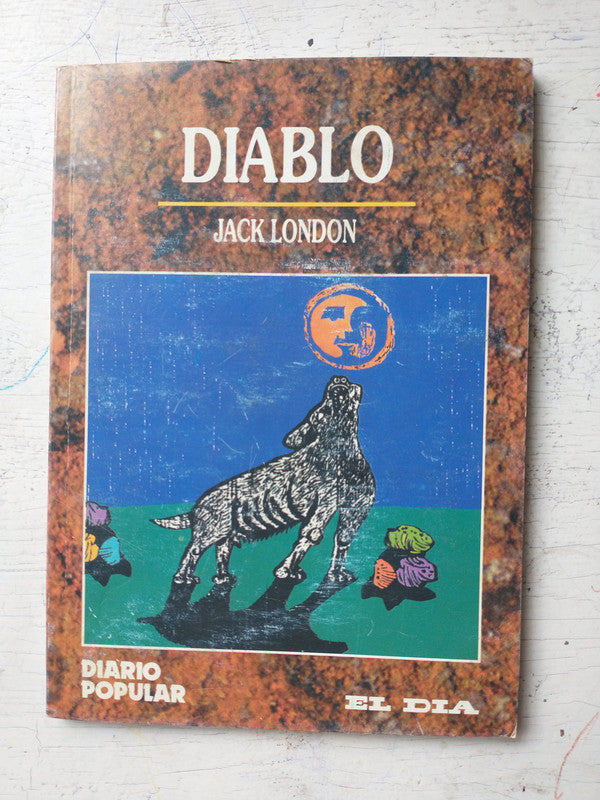 DIABLO
JACK LONDON
DIARIO
POPULAR
EL DIA